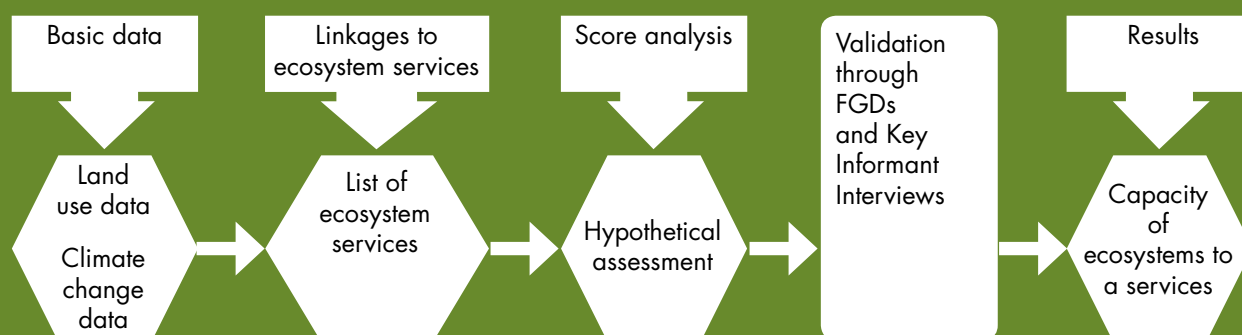 Basic data
Linkages to
ecosystem services
Score analysis
Validation
through
FGDs
and Key
Informant
Interviews
Results
Land
use data
Climate
change
data
List of
ecosystem
services
Hypothetical
assessment
Capacity
of
ecosystems to
a services